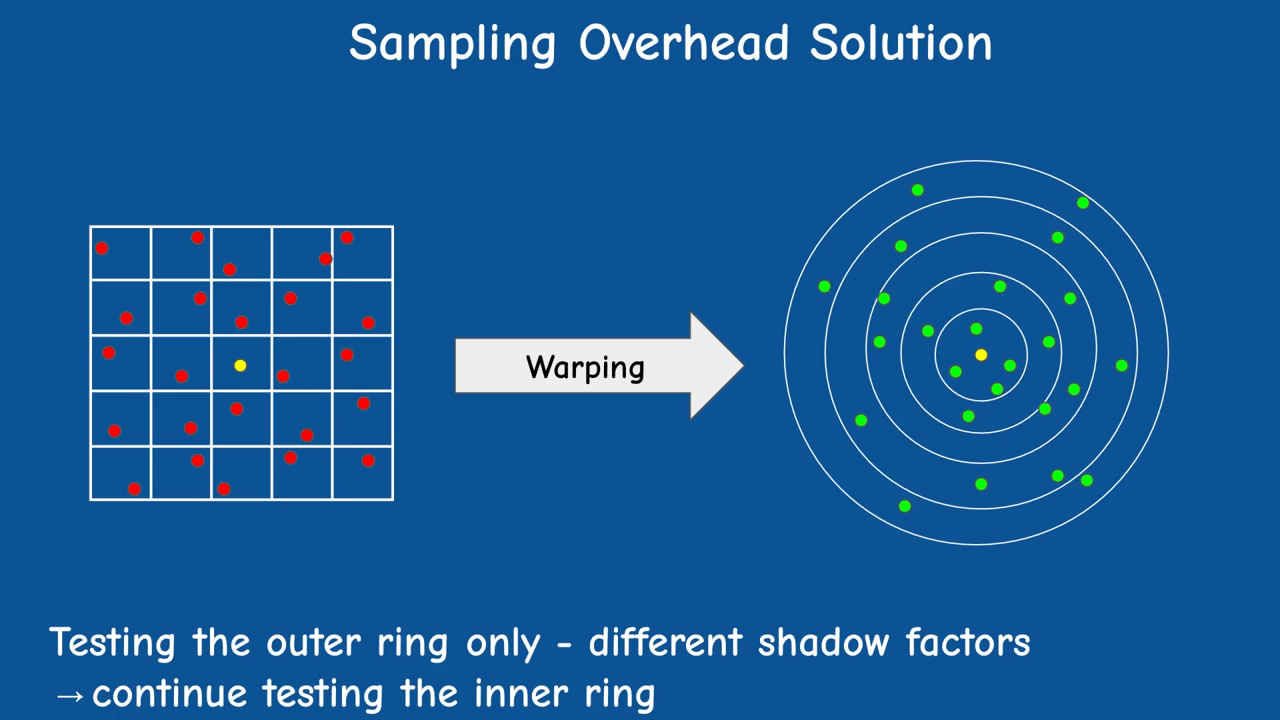 Sampling Overhead Solution
Warping
Testing the outer ring only - different shadow factors
→continue testing the inner ring